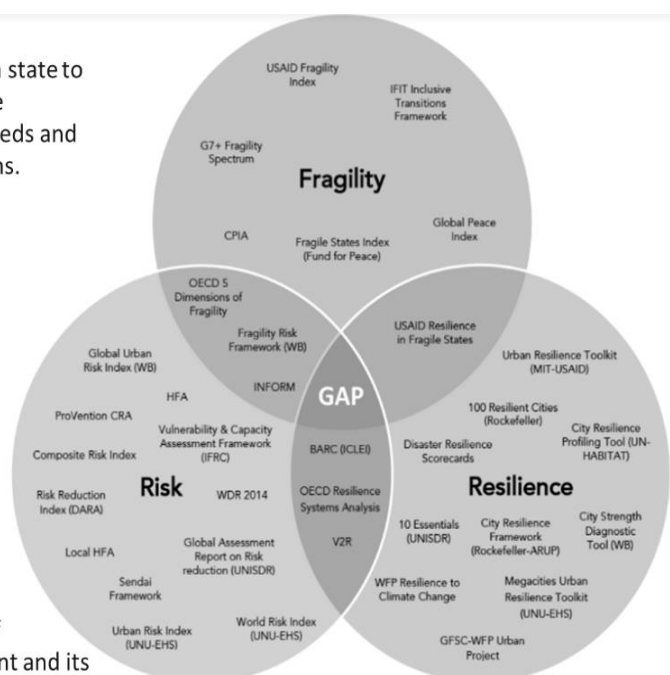 state to
eds and
ns.
USAID Fragility
Index
IFIT Inclusive
Transitions
Framework
G7+ Fragility
Spectrum
Fragility
CPIA
Fragile States Index
(Fund for Peace)
Global Peace
Index
OECD 5
Dimensions of
Fragility
Fragility Risk
Framework (WB)
INFORM
USAID Resilience
in Fragile States
GAP
Global Urban
Risk Index (WB)
HFA
ProVention CRA
Vulnerability & Capacity
Assessment Framework
(IFRC)
Composite Risk Index
Risk
WDR 2014
Risk Reduction
Index (DARA)
Local HFA
Global Assessment
Report on Risk
reduction (UNISDR)
Sendai
Framework
Urban Risk Index
(UNU-EHS)
World Risk Index
(UNU-EHS)
BARC (ICLEI)
OECD Resilience
Systems Analysis
V2R
Urban Resilience Toolkit
(MIT-USAID)
100 Resilient Cities
(Rockefeller)
Disaster Resilience
Scorecards
City Resilience
Profiling Tool (UN-
HABITAT)
Resilience
10 Essentials
(UNISDR)
City Resilience
Framework
(Rockefeller-ARUP)
City Strength
Diagnostic
Tool (WB)
WFP Resilience to
Climate Change
Megacities Urban
Resilience Toolkit
(UNU-EHS)
GFSC-WFP Urban
Project
nt and its